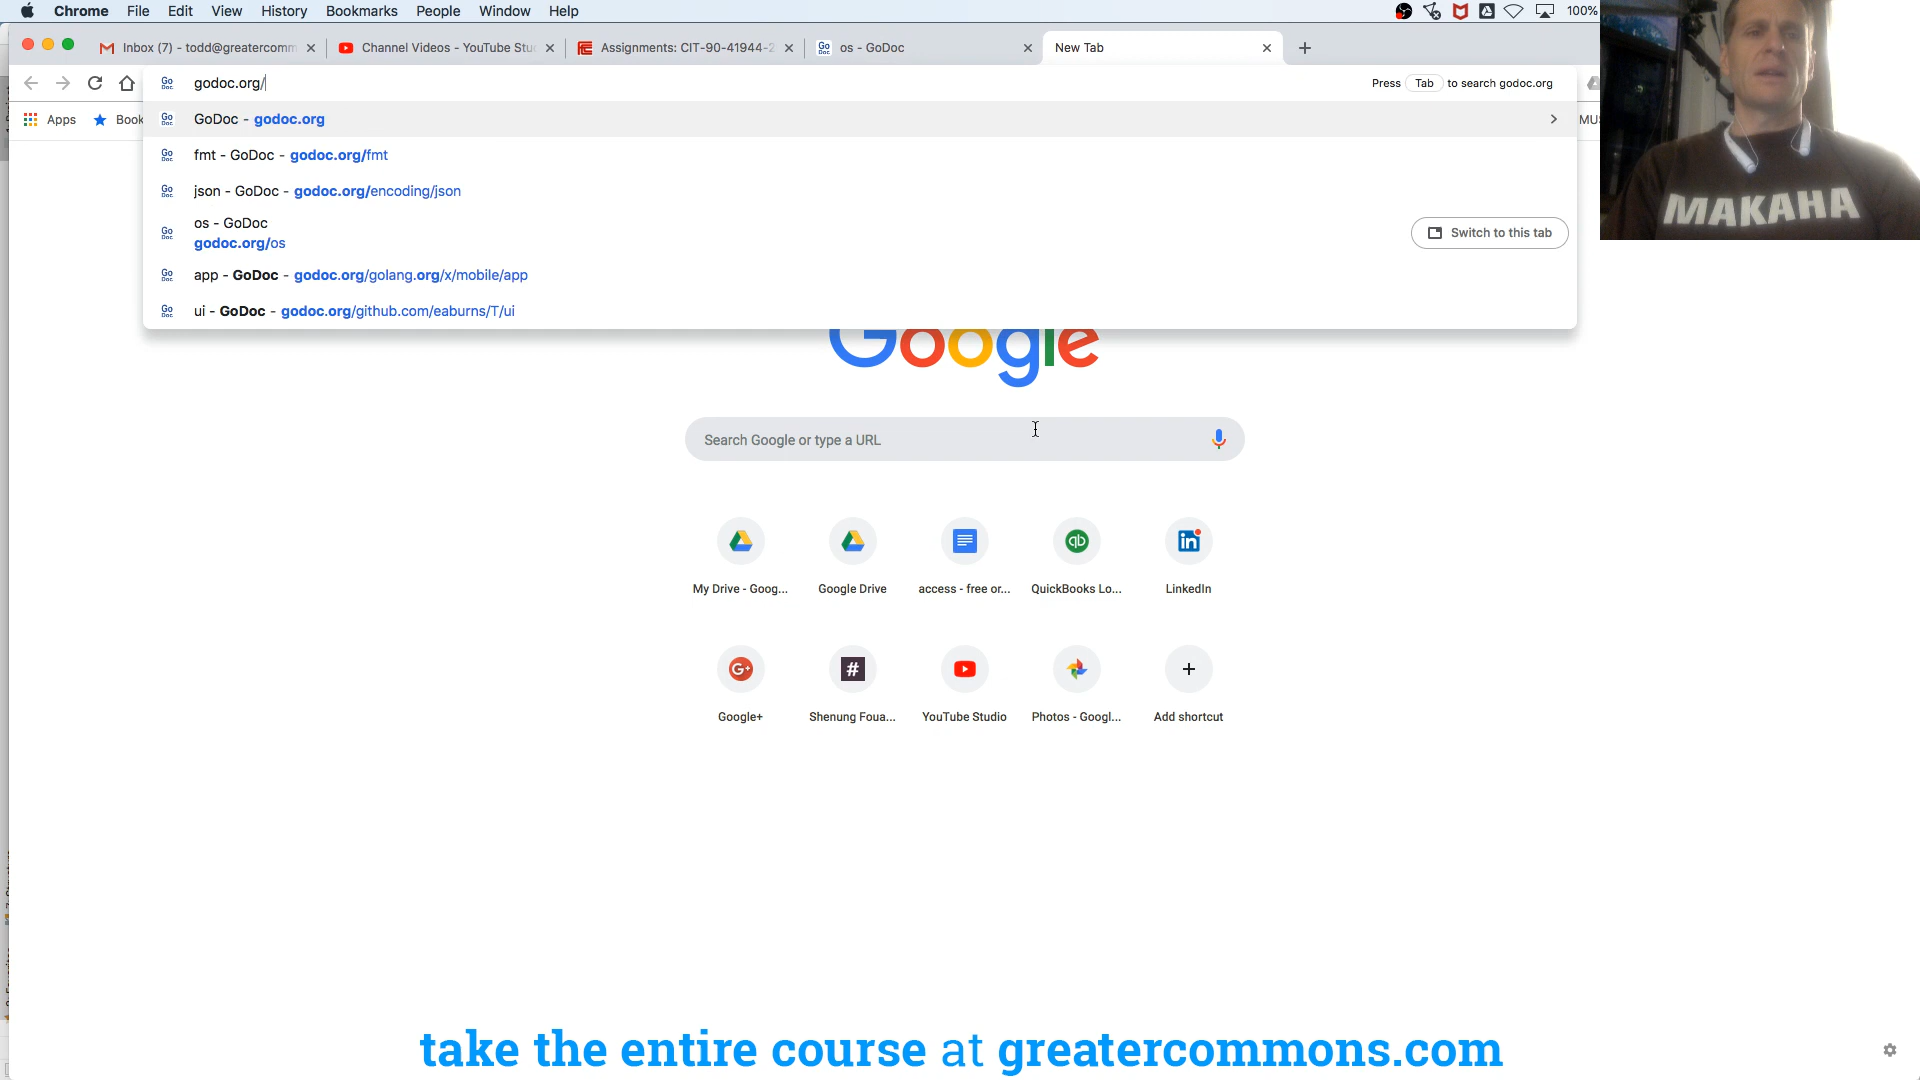 Chrome File Edit View History Bookmarks People Window Help 100%
Inbox (7) - todd@greatercomm Channel Videos - YouTube Stu Assignments: CIT-90-41944-2 os - GoDoc New Tab
godoc.org/ Press Tab to search godoc.org
Apps Book GoDoc - godoc.org MUS
fmt - GoDoc - godoc.org/fmt
json - GoDoc - godoc.org/encoding/json
os - GoDoc
godoc.org/os Switch to this tab
app - GoDoc - godoc.org/golang.org/x/mobile/app
ui - GoDoc - godoc.org/github.com/eaburns/T/ui
MAKAHA
Google
Search Google or type a URL
My Drive - Goog... Google Drive access - free or... QuickBooks Lo... LinkedIn
Google+ Shenung Foua... YouTube Studio Photos - Googl... Add shortcut
take the entire course at greatercommons.com